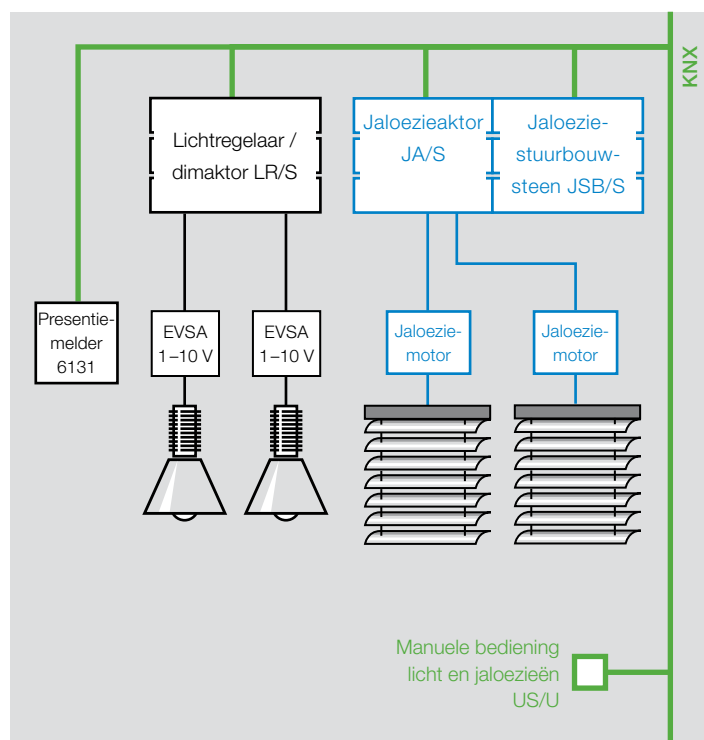 KNX
Lichtregelaar /
dimaktor LR/S
Jaloezieaktor
JA/S
Jaloezie-
stuurbouw-
steen JSB/S
Presentie-
melder
6131
EVSA
1–10 V
EVSA
1–10 V
Jaloezie-
motor
Jaloezie-
motor
Manuele bediening
licht en jaloezieën
US/U